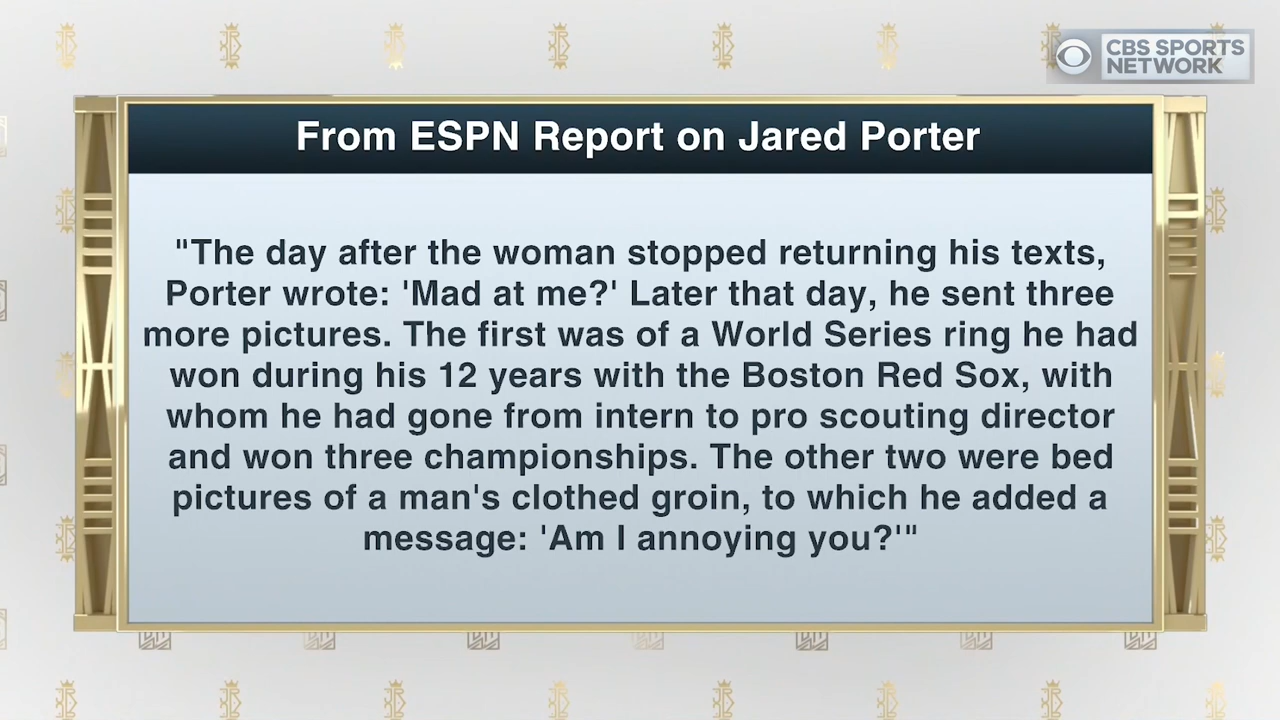 CBS SPORTS
NETWORK
From ESPN Report on Jared Porter
"The day after the woman stopped returning his texts,
Porter wrote: 'Mad at me?' Later that day, he sent three
more pictures. The first was of a World Series ring he had
won during his 12 years with the Boston Red Sox, with
whom he had gone from intern to pro scouting director
and won three championships. The other two were bed
pictures of a man's clothed groin, to which he added a
message: 'Am I annoying you?'"